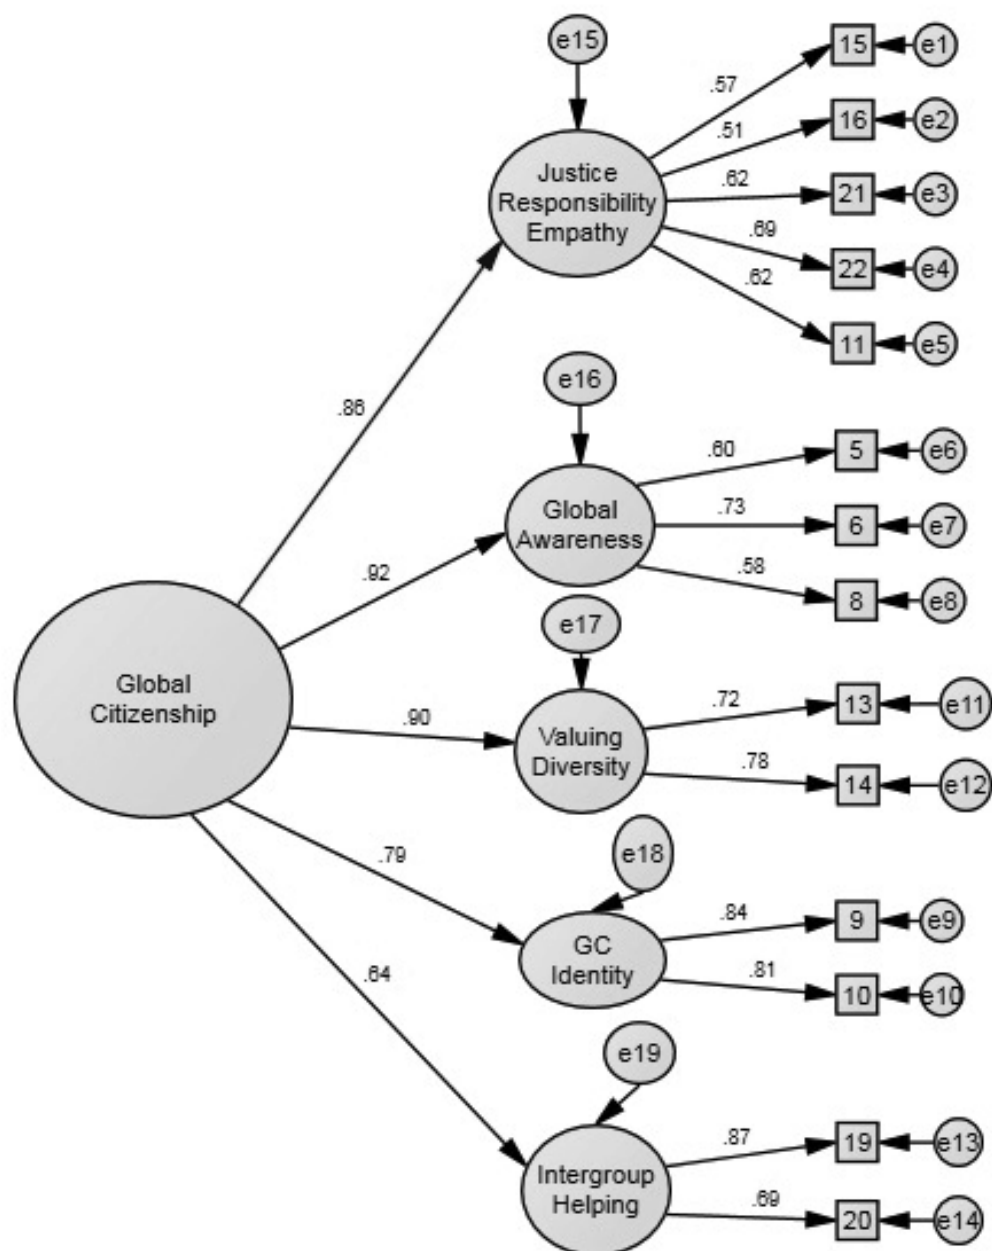 e15
15
e1
.57
16
e2
.51
Justice
Responsibility
Empathy
.62
21
e3
.69
22
e4
.62
11
e5
e16
.86
.60
5
e6
Global
Awareness
.73
6
e7
.92
.58
8
e8
e17
Global
Citizenship
.90
Valuing
Diversity
.72
13
e11
.78
14
e12
e18
.79
GC
Identity
.84
9
e9
.81
10
e10
.64
e19
Intergroup
Helping
.87
19
e13
.69
20
e14